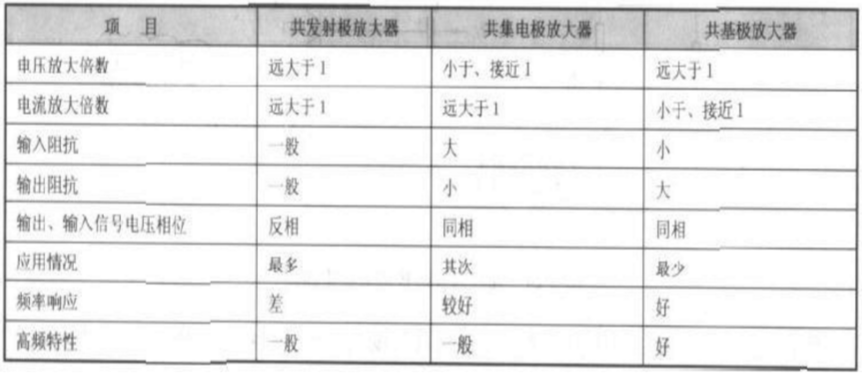 项 目 共发射极放大器 共集电极放大器 共基极放大器
电压放大倍数 远大于1 小于、接近1 远大于1
电流放大倍数 远大于1 远大于1 小于、接近1
输入阻抗 一般 大 小
输出阻抗 一般 小 大
输出、输入信号电压相位 反相 同相 同相
应用情况 最多 其次 最少
频率响应 差 较好 好
高频特性 一般 一般 好